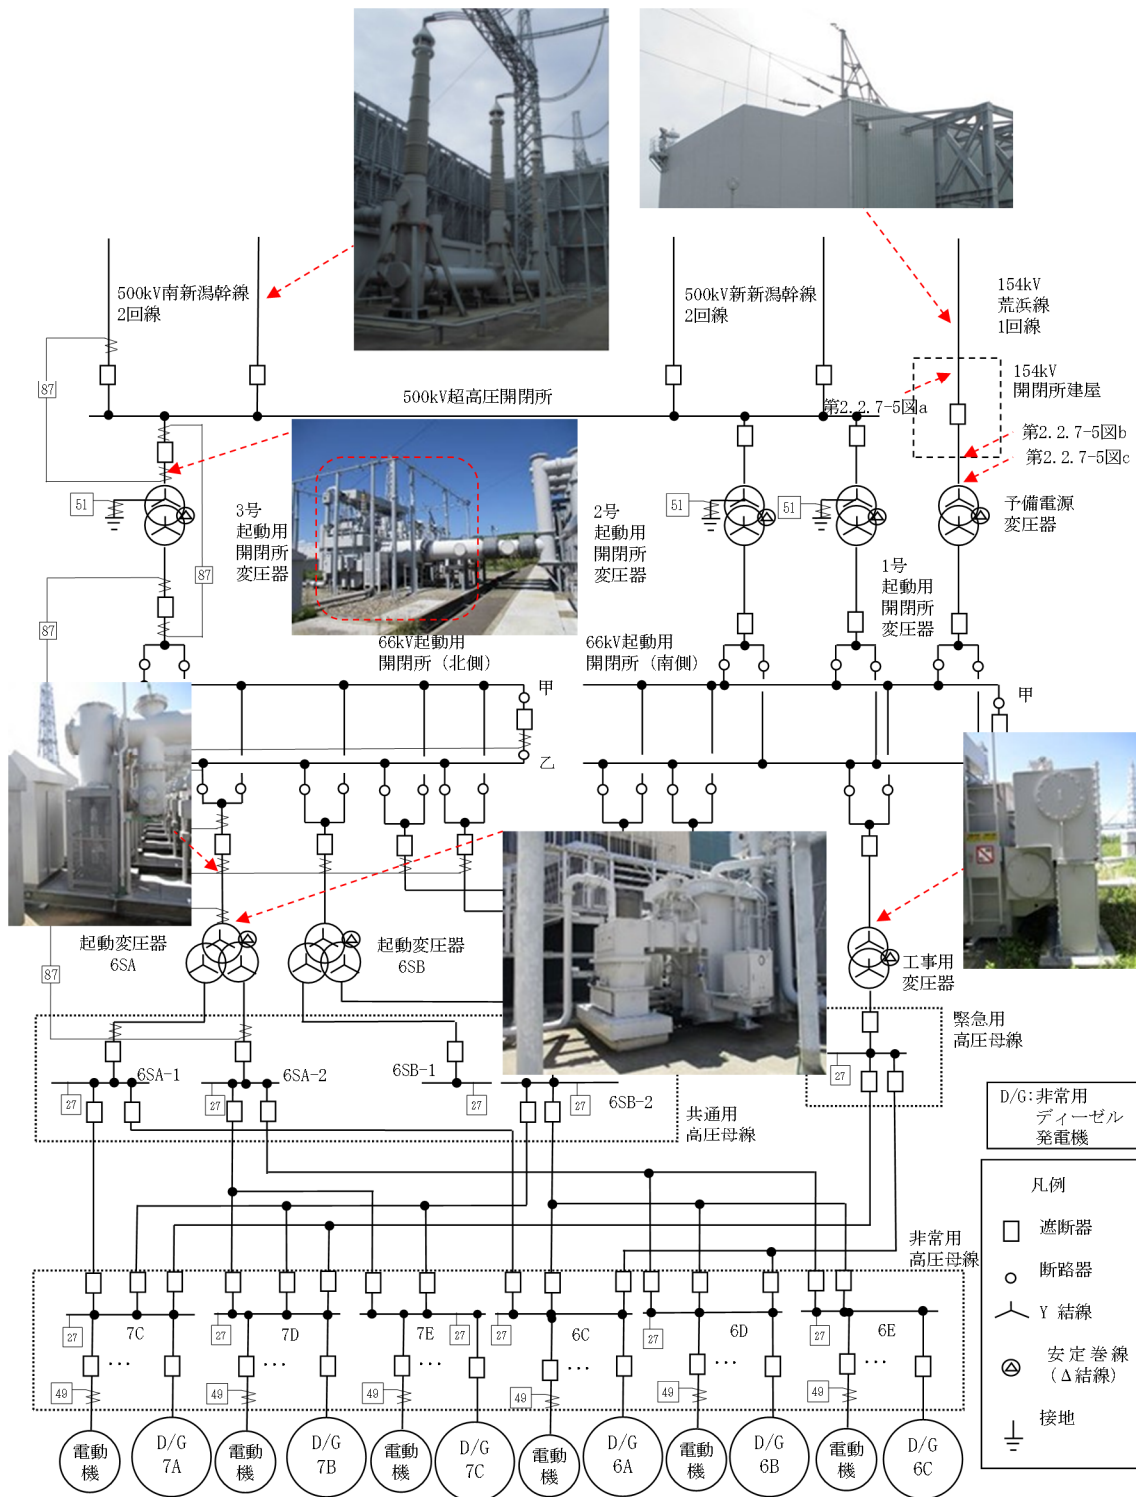 500kV南新潟幹線
2回線
500kV新新潟幹線
2回線
154kV
荒浜線
1回線
87
500kV超高圧開閉所
第2.2.7-5図a
154kV
開閉所建屋
第2.2.7-5図b
第2.2.7-5図c
51
51
51
3号
起動用
開閉所
変圧器
2号
起動用
開閉所
変圧器
予備電源
変圧器
87
1号
起動用
開閉所
変圧器
87
66kV起動用
開閉所（北側）
66kV起動用
開閉所（南側）
甲
甲
乙
起動変圧器
6SA
起動変圧器
6SB
87
工事用
変圧器
緊急用
高圧母線
6SA-1
6SA-2
6SB-1
6SB-2
27
27
27
27
27
共通用
高圧母線
D/G:非常用
ディーゼル
発電機
凡例
遮断器
断路器
Y 結線
安定巻線
(Δ結線)
接地
非常用
高圧母線
7C
7D
7E
6C
6D
6E
27
27
27
27
27
27
…
…
…
…
…
49
49
49
49
49
49
電動
機
D/G
7A
電動
機
D/G
7B
電動
機
D/G
7C
電動
機
D/G
6A
電動
機
D/G
6B
電動
機
D/G
6C